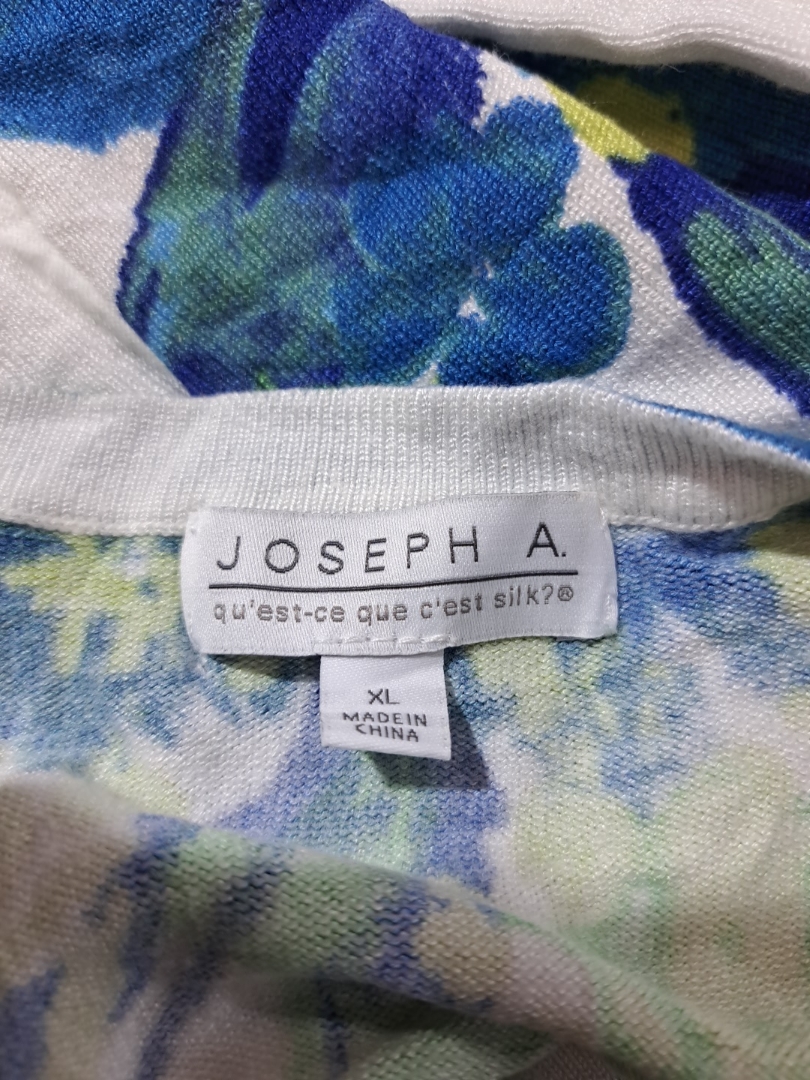 JOSEPH A.
qu'est-ce que c'est silk?®
XL
MADE IN
CHINA